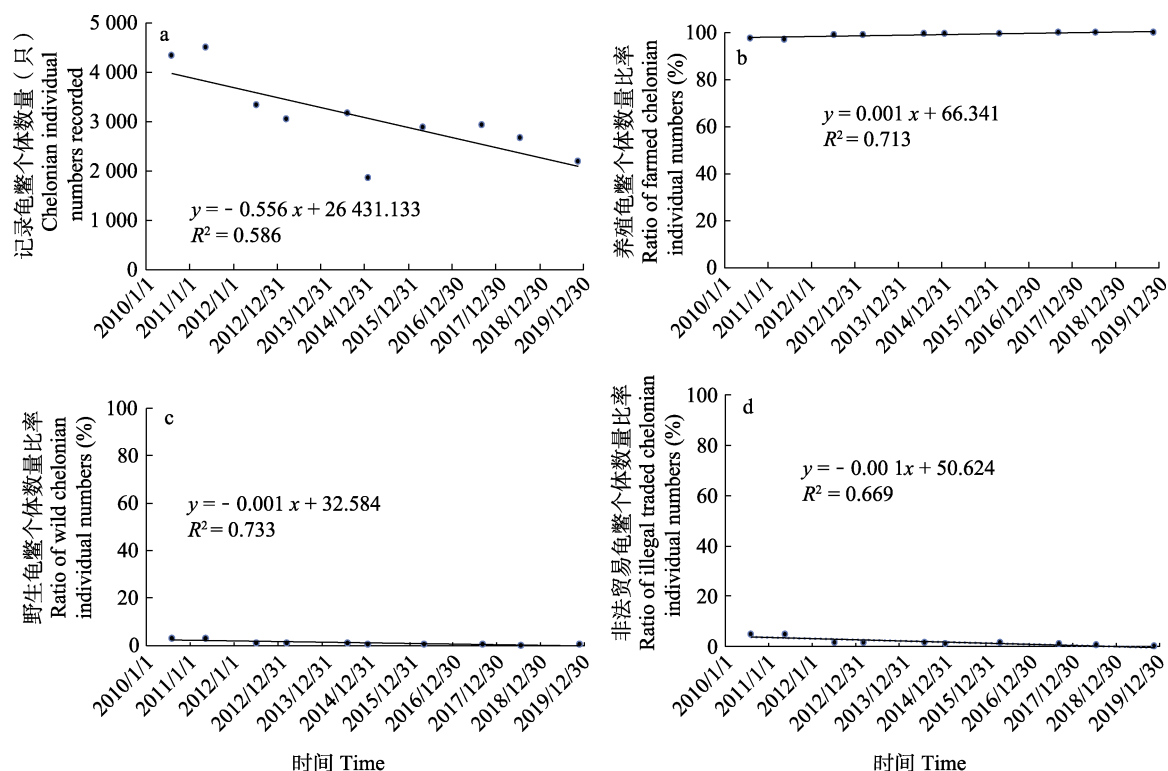 记录龟鳖个体数量（只）
Chelonian individual
numbers recorded
a
5 000
4 000
3 000
2 000
1 000
0
y = - 0.556 x + 26 431.133
R² = 0.586
2010/1/1
2011/1/1
2012/1/1
2012/12/31
2013/12/31
2014/12/31
2015/12/31
2016/12/30
2017/12/30
2018/12/30
2019/12/30
养殖龟鳖个体数量比率
Ratio of farmed chelonian
individual numbers (%)
b
100
80
60
40
20
0
y = 0.001 x + 66.341
R² = 0.713
2010/1/1
2011/1/1
2012/1/1
2012/12/31
2013/12/31
2014/12/31
2015/12/31
2016/12/30
2017/12/30
2018/12/30
2019/12/30
野生龟鳖个体数量比率
Ratio of wild chelonian
individual numbers (%)
c
100
80
60
40
20
0
y = - 0.001 x + 32.584
R² = 0.733
2010/1/1
2011/1/1
2012/1/1
2012/12/31
2013/12/31
2014/12/31
2015/12/31
2016/12/30
2017/12/30
2018/12/30
2019/12/30
时间 Time
非法贸易龟鳖个体数量比率
Ratio of illegal traded chelonian
individual numbers (%)
d
100
80
60
40
20
0
y = - 0.00 1x + 50.624
R² = 0.669
2010/1/1
2011/1/1
2012/1/1
2012/12/31
2013/12/31
2014/12/31
2015/12/31
2016/12/30
2017/12/30
2018/12/30
2019/12/30
时间 Time